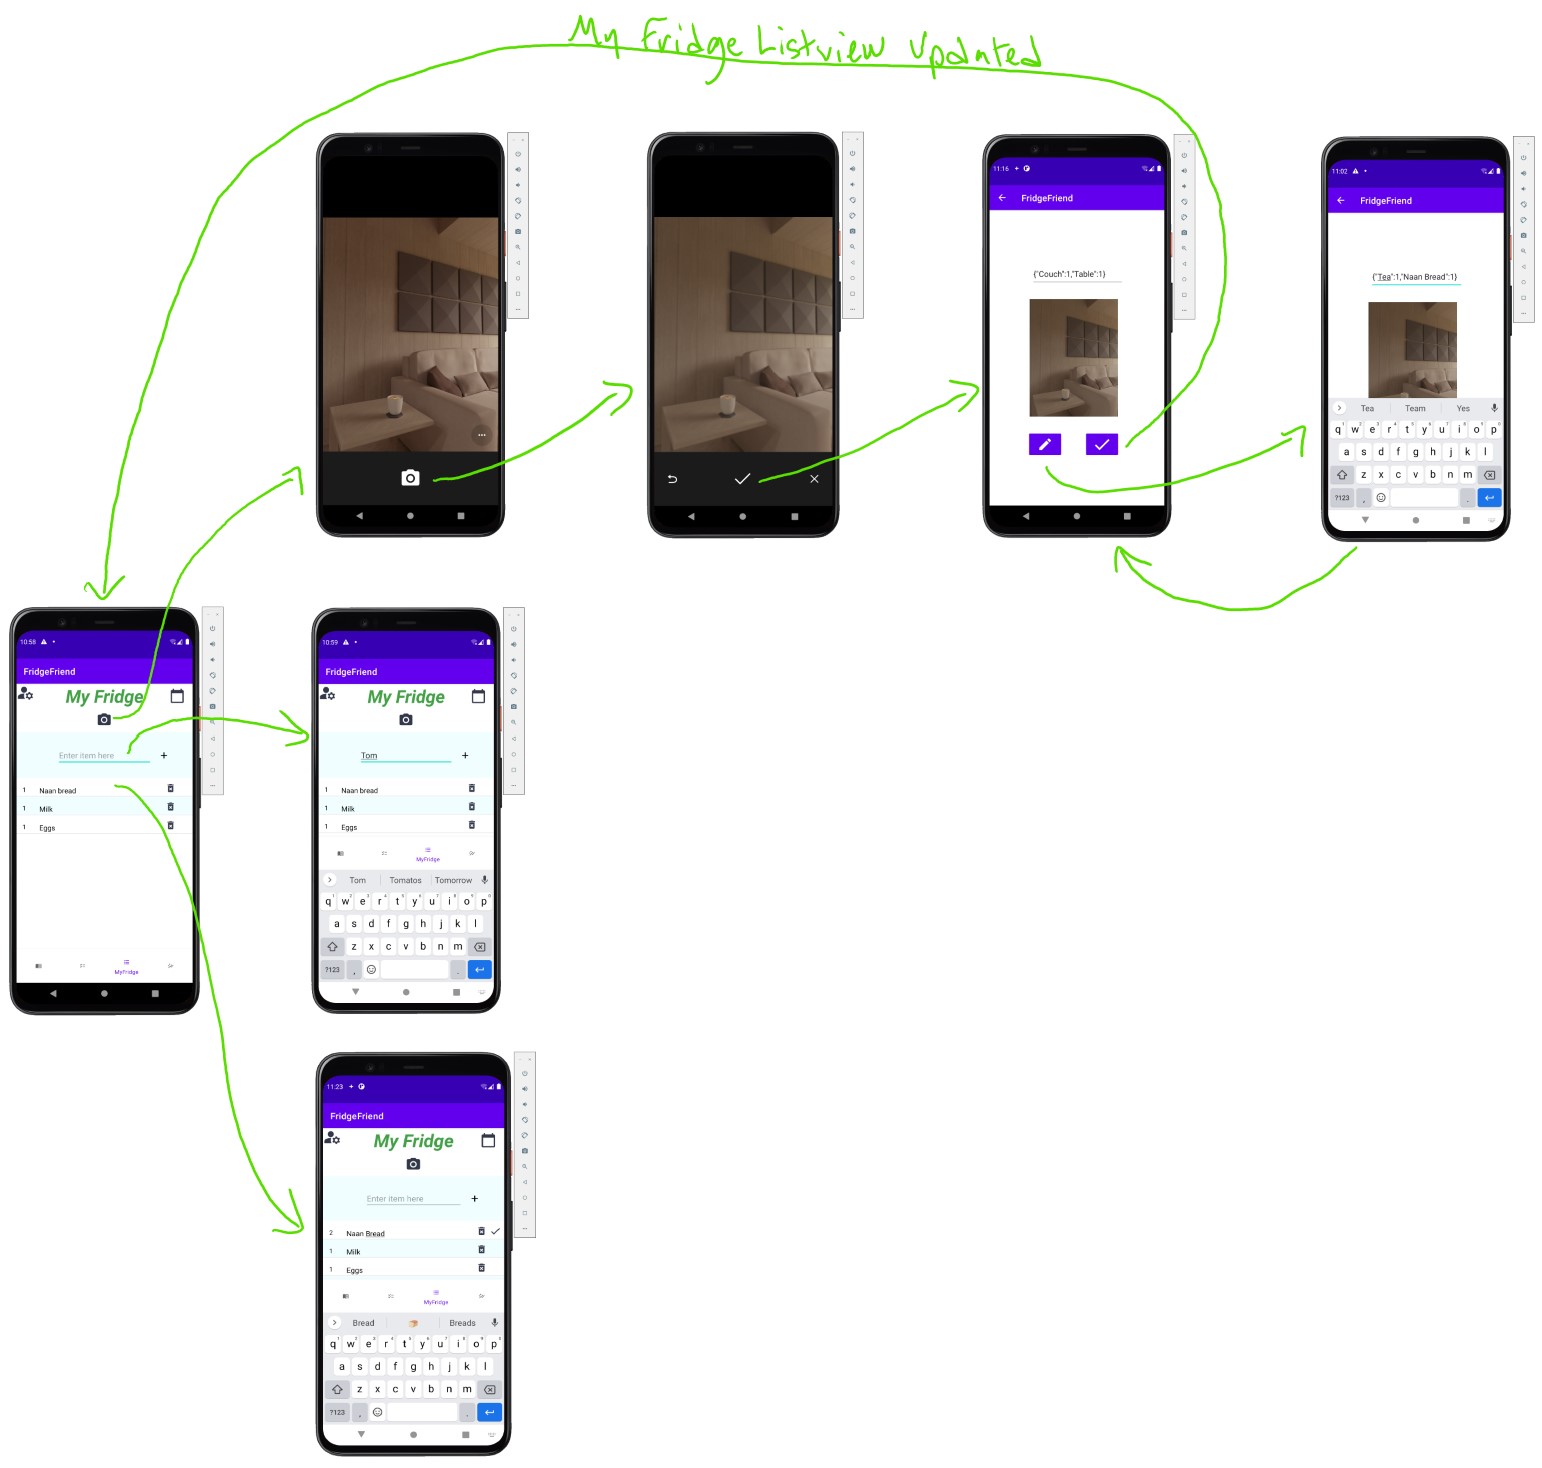 My Fridge Listview Updated
11:16
FridgeFriend
{"Couch":1,"Table":1}
11:02
FridgeFriend
{"Tea":1,"Naan Bread":1}
Tea Team Yes
q w e r t y u i o p
a s d f g h j k l
z x c v b n m
?123 , .
10:58
FridgeFriend
My Fridge
Enter item here +
1 Naan bread
1 Milk
1 Eggs
MyFridge
10:59
FridgeFriend
My Fridge
Tom +
1 Naan bread
1 Milk
1 Eggs
MyFridge
Tom Tomatos Tomorrow
q w e r t y u i o p
a s d f g h j k l
z x c v b n m
?123 , .
11:23
FridgeFriend
My Fridge
Enter item here +
2 Naan Bread
1 Milk
1 Eggs
MyFridge
Bread Breads
q w e r t y u i o p
a s d f g h j k l
z x c v b n m
?123 , .